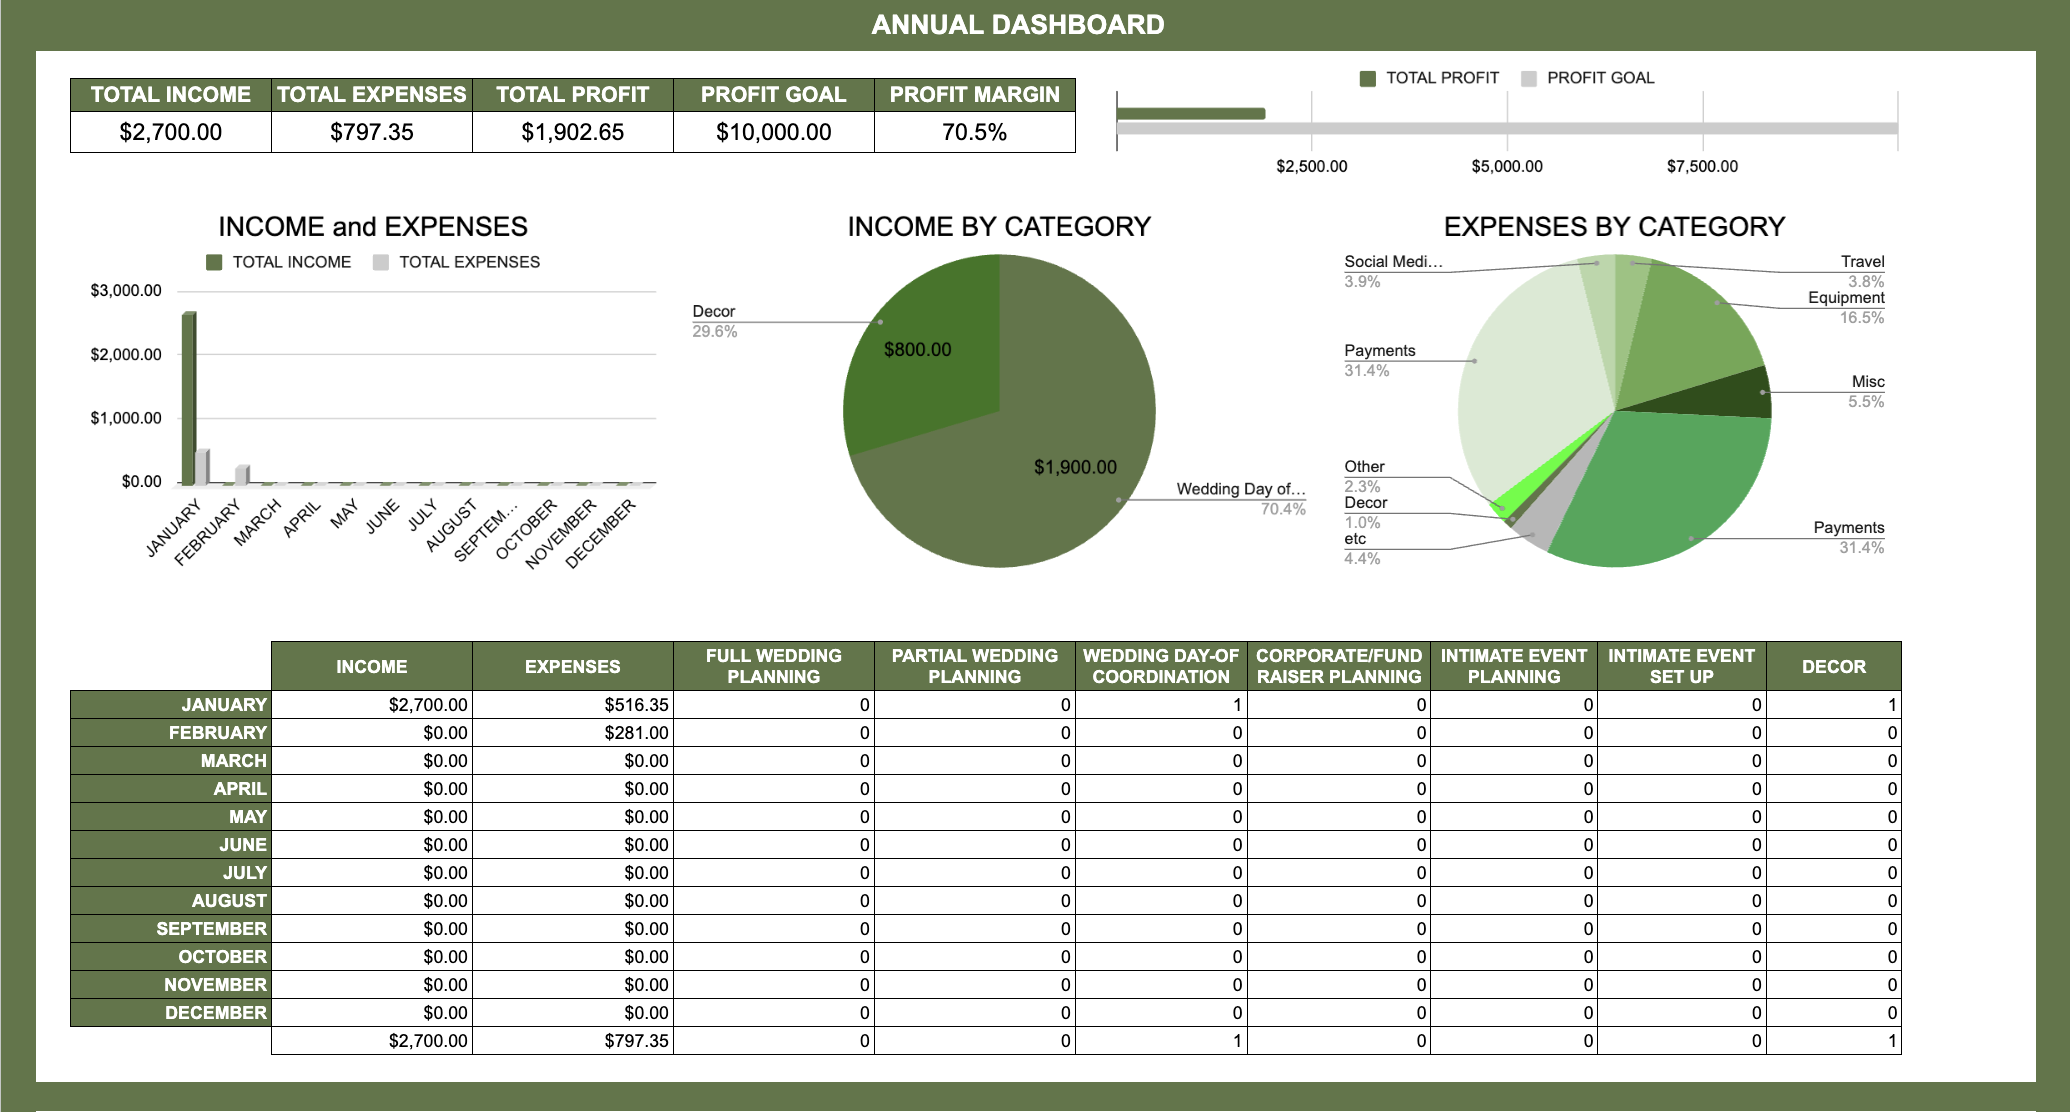 ANNUAL DASHBOARD
TOTAL INCOME TOTAL EXPENSES TOTAL PROFIT PROFIT GOAL PROFIT MARGIN
$2,700.00 $797.35 $1,902.65 $10,000.00 70.5%
TOTAL PROFIT PROFIT GOAL
$2,500.00 $5,000.00 $7,500.00
INCOME and EXPENSES
TOTAL INCOME TOTAL EXPENSES
$3,000.00
$2,000.00
$1,000.00
$0.00
JANUARY FEBRUARY MARCH APRIL MAY JUNE JULY AUGUST SEPTEM... OCTOBER NOVEMBER DECEMBER
INCOME BY CATEGORY
Decor
29.6%
$800.00
$1,900.00
Wedding Day of...
70.4%
EXPENSES BY CATEGORY
Social Medi...
3.9%
Payments
31.4%
Other
2.3%
Decor
1.0%
etc
4.4%
Travel
3.8%
Equipment
16.5%
Misc
5.5%
Payments
31.4%
INCOME EXPENSES FULL WEDDING PLANNING PARTIAL WEDDING PLANNING WEDDING DAY-OF COORDINATION CORPORATE/FUND RAISER PLANNING INTIMATE EVENT PLANNING INTIMATE EVENT SET UP DECOR
JANUARY $2,700.00 $516.35 0 0 1 0 0 0 1
FEBRUARY $0.00 $281.00 0 0 0 0 0 0 0
MARCH $0.00 $0.00 0 0 0 0 0 0 0
APRIL $0.00 $0.00 0 0 0 0 0 0 0
MAY $0.00 $0.00 0 0 0 0 0 0 0
JUNE $0.00 $0.00 0 0 0 0 0 0 0
JULY $0.00 $0.00 0 0 0 0 0 0 0
AUGUST $0.00 $0.00 0 0 0 0 0 0 0
SEPTEMBER $0.00 $0.00 0 0 0 0 0 0 0
OCTOBER $0.00 $0.00 0 0 0 0 0 0 0
NOVEMBER $0.00 $0.00 0 0 0 0 0 0 0
DECEMBER $0.00 $0.00 0 0 0 0 0 0 0
$2,700.00 $797.35 0 0 1 0 0 0 1